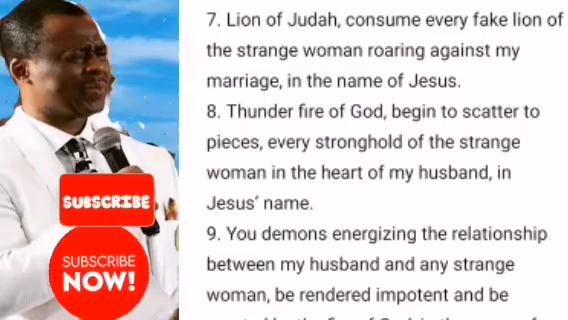 7. Lion of Judah, consume every fake lion of
the strange woman roaring against my
marriage, in the name of Jesus.
8. Thunder fire of God, begin to scatter to
pieces, every stronghold of the strange
woman in the heart of my husband, in
Jesus’ name.
9. You demons energizing the relationship
between my husband and any strange
woman, be rendered impotent and be
SUBSCRIBE
SUBSCRIBE
NOW!